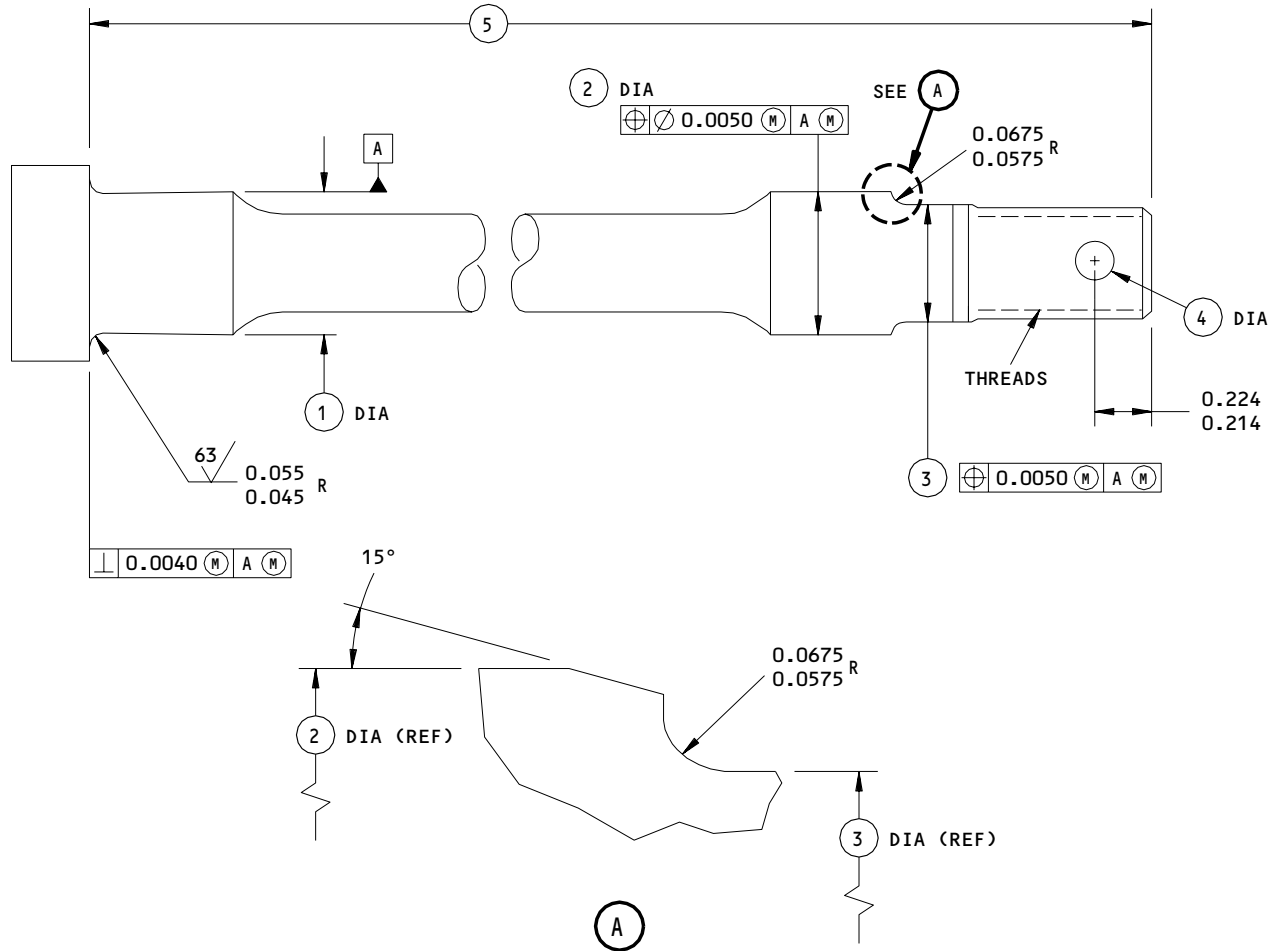 5
2 DIA
⌖ ⌀ 0.0050 Ⓜ A Ⓜ
SEE A
0.0675
0.0575 R
A
1 DIA
63
0.055
0.045 R
⊥ 0.0040 Ⓜ A Ⓜ
THREADS
4 DIA
0.224
0.214
3 ⌖ 0.0050 Ⓜ A Ⓜ
15°
2 DIA (REF)
0.0675
0.0575 R
3 DIA (REF)
A